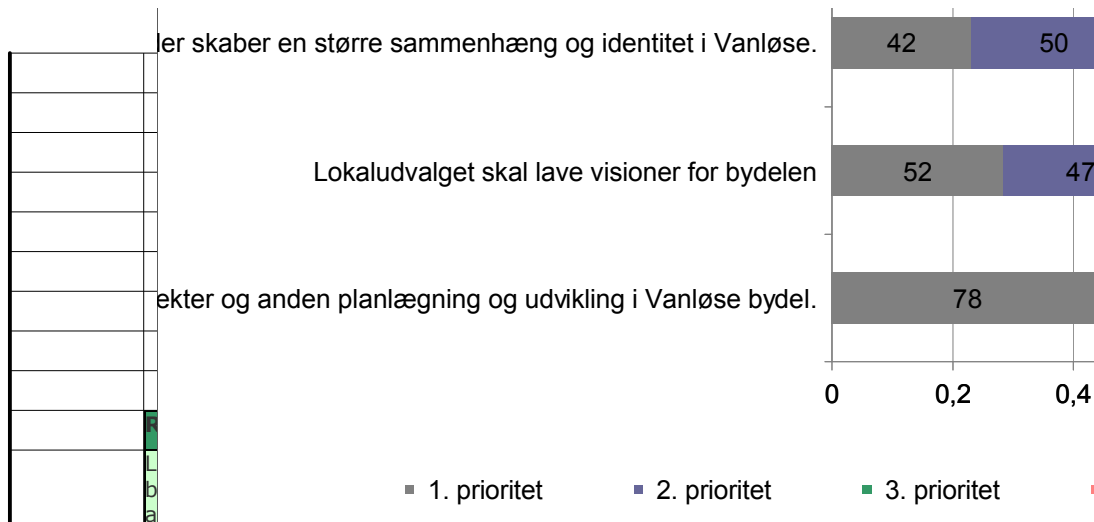 ler skaber en større sammenhæng og identitet i Vanløse.
42 50
Lokaludvalget skal lave visioner for bydelen
52 47
ekter og anden planlægning og udvikling i Vanløse bydel.
78
0 0,2 0,4
R
L
b
a
1. prioritet 2. prioritet 3. prioritet